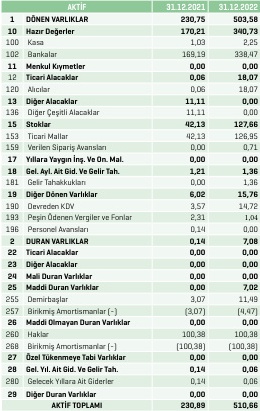 AKTİF 31.12.2021 31.12.2022
1 DÖNEN VARLIKLAR 230,75 503,58
10 Hazır Değerler 170,21 340,73
100 Kasa 1,03 2,25
102 Bankalar 169,19 338,47
11 Menkul Kıymetler 0,00 0,00
12 Ticari Alacaklar 0,06 18,07
120 Alıcılar 0,06 18,07
13 Diğer Alacaklar 11,11 0,00
136 Diğer Çeşitli Alacaklar 11,11 0,00
15 Stoklar 42,13 127,66
153 Ticari Mallar 42,13 126,95
159 Verilen Sipariş Avansları 0,00 0,71
17 Yıllara Yaygın İnş. Ve On. Mal. 0,00 0,00
18 Gel. Ayl. Ait Gid. Ve Gelir Tah. 1,21 1,36
181 Gelir Tahakkukları 0,00 1,36
19 Diğer Dönen Varlıklar 6,02 15,76
190 Devreden KDV 3,57 14,72
193 Peşin Ödenen Vergiler ve Fonlar 2,31 1,04
196 Personel Avansları 0,14 0,00
2 DURAN VARLIKLAR 0,14 7,08
22 Ticari Alacaklar 0,00 0,00
23 Diğer Alacaklar 0,00 0,00
24 Mali Duran Varlıklar 0,00 0,00
25 Maddi Duran Varlıklar 0,00 7,02
255 Demirbaşlar 3,07 11,49
257 Birikmiş Amortismanlar (-) (3,07) (4,47)
26 Maddi Olmayan Duran Varlıklar 0,00 0,00
260 Haklar 100,38 100,38
268 Birikmiş Amortismanlar (-) (100,38) (100,38)
27 Özel Tükenmeye Tabi Varlıklar 0,00 0,00
28 Gel. Yıl. Ait Gid. Ve Gelir Tah. 0,14 0,06
280 Gelecek Yıllara Ait Giderler 0,14 0,06
29 Diğer Duran Varlıklar 0,00 0,00
AKTİF TOPLAMI 230,89 510,66